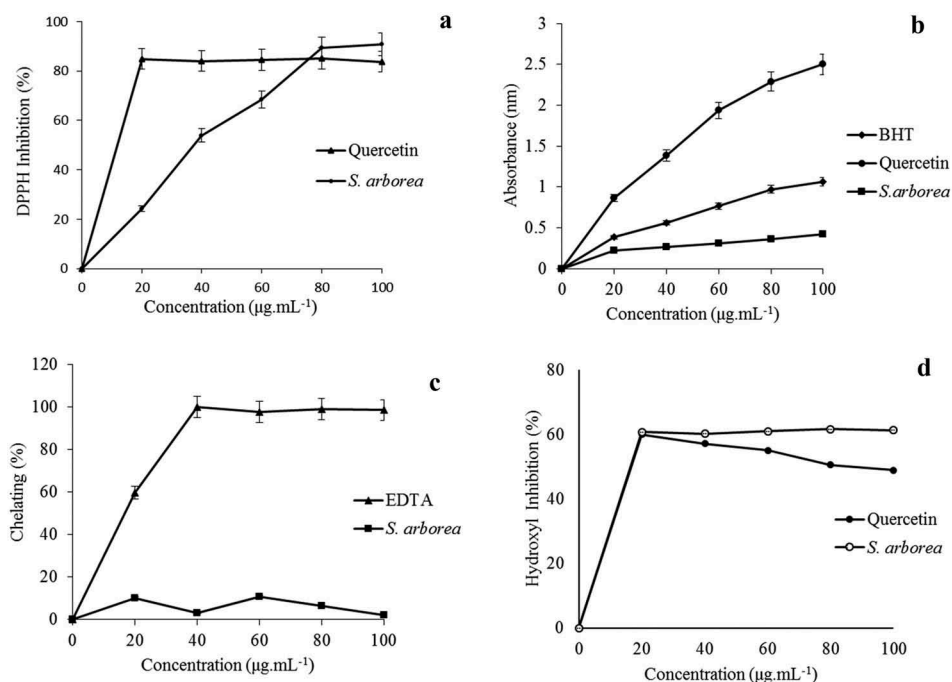 a
100
80
60
40
20
0
DPPH Inhibition (%)
Quercetin
S. arborea
0 20 40 60 80 100
Concentration (µg.mL-1)
b
3
2.5
2
1.5
1
0.5
0
Absorbance (nm)
BHT
Quercetin
S.arborea
0 20 40 60 80 100
Concentration (µg.mL-1)
c
120
100
80
60
40
20
0
Chelating (%)
EDTA
S. arborea
0 20 40 60 80 100
Concentration (µg.mL-1)
d
80
60
40
20
0
Hydroxyl Inhibition (%)
Quercetin
S. arborea
0 20 40 60 80 100
Concentration (µg.mL-1)